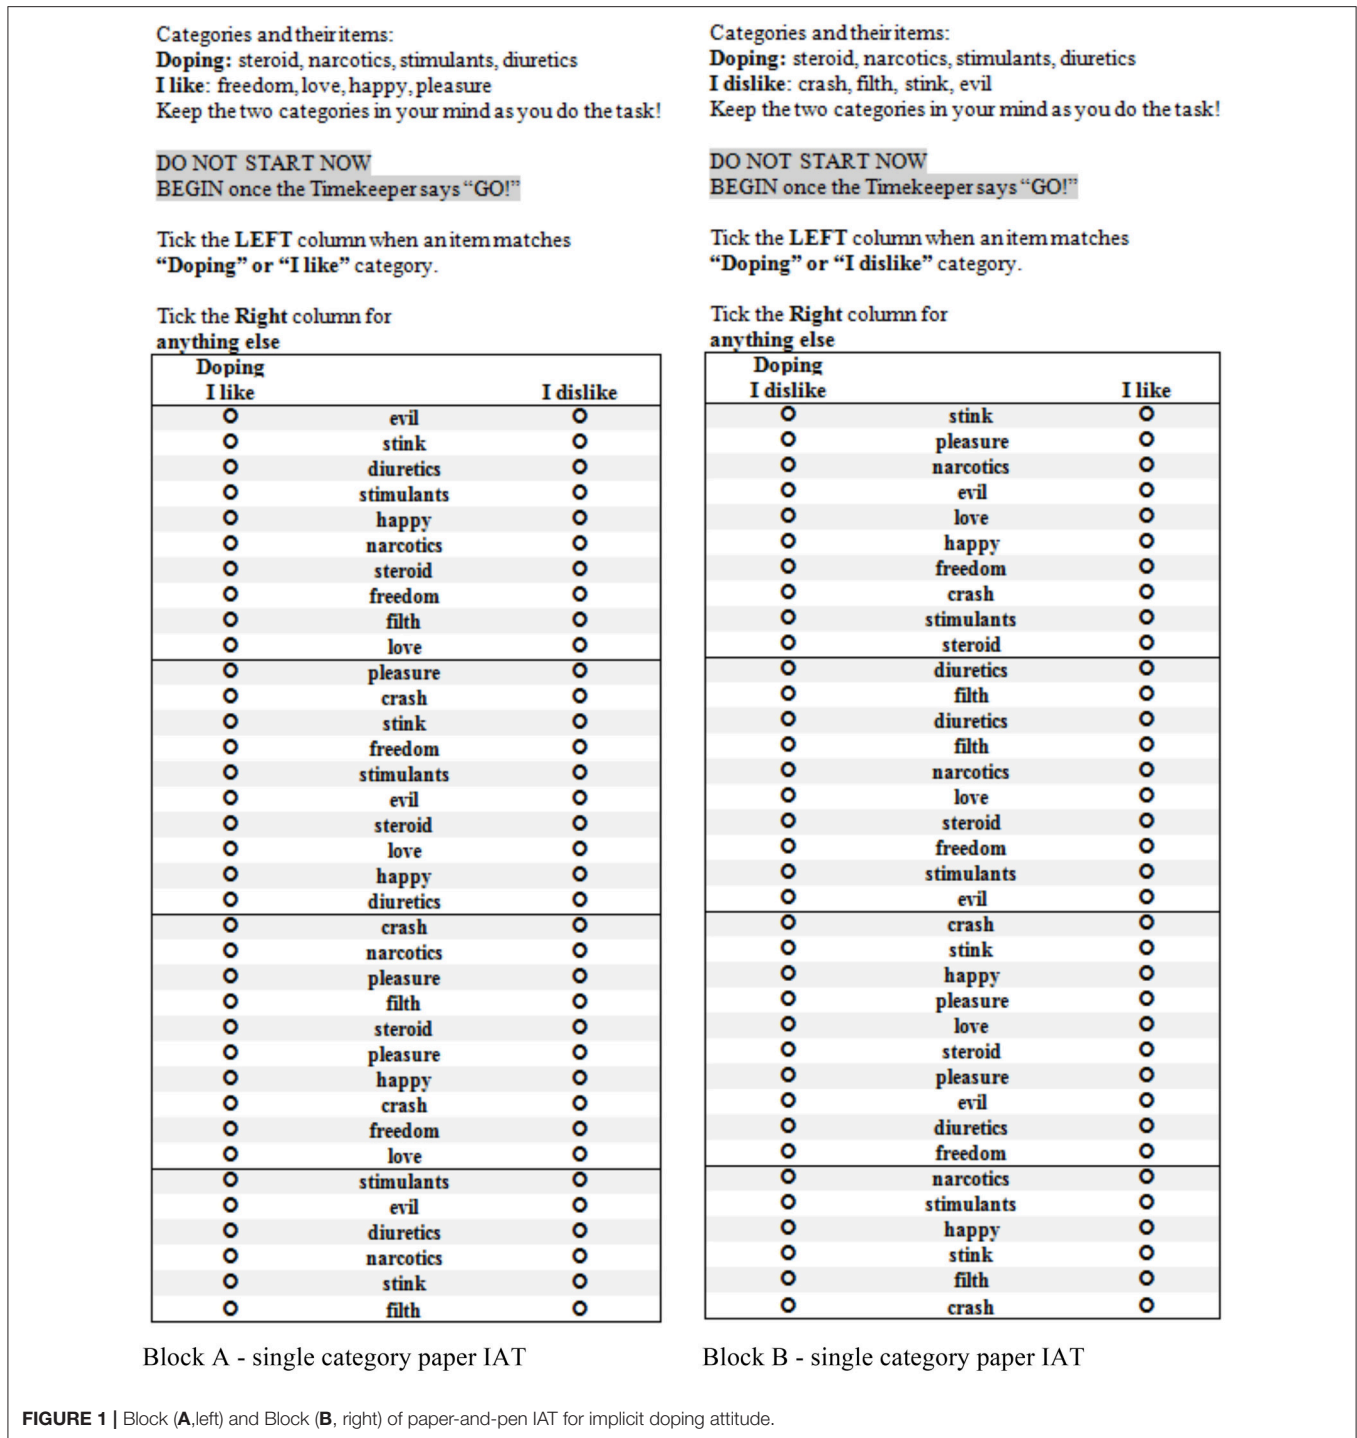 Categories and their items:
Doping: steroid, narcotics, stimulants, diuretics
I like: freedom, love, happy, pleasure
Keep the two categories in your mind as you do the task!
DO NOT START NOW
BEGIN once the Timekeeper says “GO!”
Tick the LEFT column when an item matches
“Doping” or “I like” category.
Tick the Right column for
anything else
Doping
I like I dislike
evil
stink
diuretics
stimulants
happy
narcotics
steroid
freedom
filth
love
pleasure
crash
stink
freedom
stimulants
evil
steroid
love
happy
diuretics
crash
narcotics
pleasure
filth
steroid
pleasure
happy
crash
freedom
love
stimulants
evil
diuretics
narcotics
stink
filth
Block A - single category paper IAT
Categories and their items:
Doping: steroid, narcotics, stimulants, diuretics
I dislike: crash, filth, stink, evil
Keep the two categories in your mind as you do the task!
DO NOT START NOW
BEGIN once the Timekeeper says “GO!”
Tick the LEFT column when an item matches
“Doping” or “I dislike” category.
Tick the Right column for
anything else
Doping
I dislike I like
stink
pleasure
narcotics
evil
love
happy
freedom
crash
stimulants
steroid
diuretics
filth
diuretics
filth
narcotics
love
steroid
freedom
stimulants
evil
crash
stink
happy
pleasure
love
steroid
pleasure
evil
diuretics
freedom
narcotics
stimulants
happy
stink
filth
crash
Block B - single category paper IAT
FIGURE 1 | Block (A,left) and Block (B, right) of paper-and-pen IAT for implicit doping attitude.